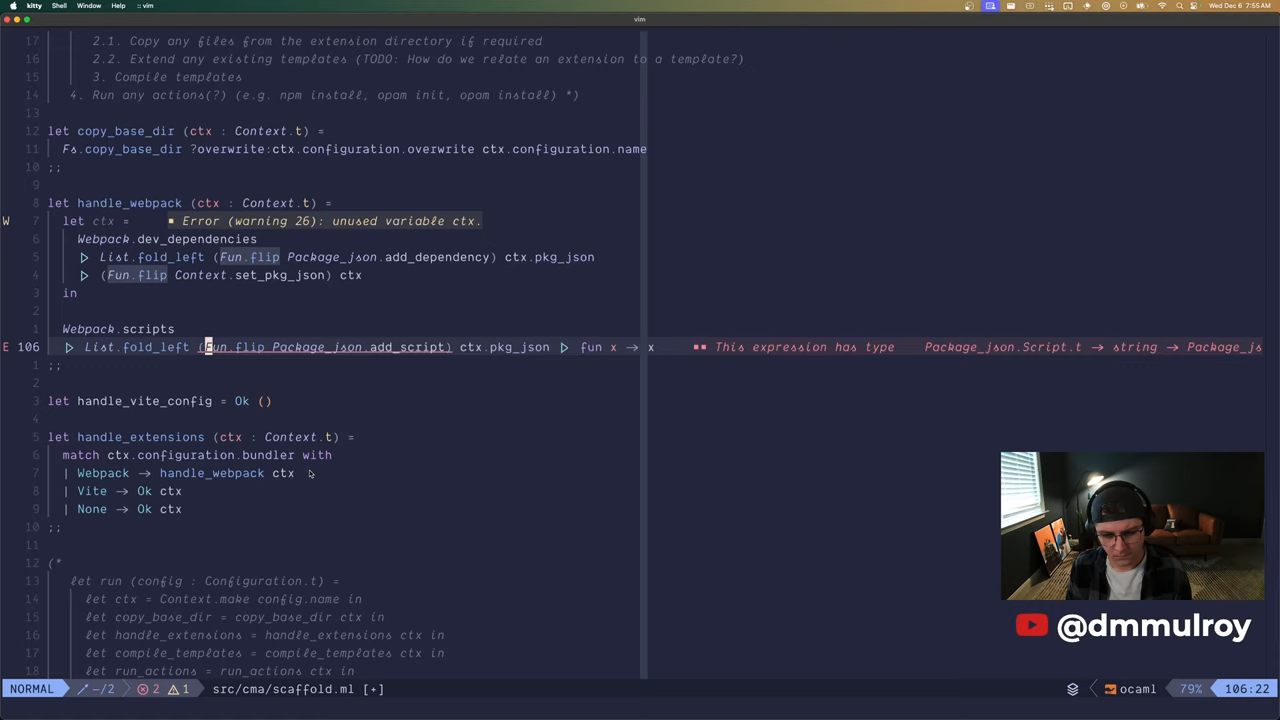 kitty Shell Edit Window Help :: vim Wed Dec 6 7:55 AM
vim
17 2.1. Copy any files from the extension directory if required
16 2.2. Extend any existing templates (TODO: How do we relate an extension to a template?)
15 3. Compile templates
14 4. Run any actions(?) (e.g. npm install, opam init, opam install) *)
13
12 let copy_base_dir (ctx : Context.t) =
11 Fs.copy_base_dir ?overwrite:ctx.configuration.overwrite ctx.configuration.name
10 ;;
9
8 let handle_webpack (ctx : Context.t) =
W 7 let ctx = ▪ Error (warning 26): unused variable ctx.
6 Webpack.dev_dependencies
5 ▷ List.fold_left (Fun.flip Package_json.add_dependency) ctx.pkg_json
4 ▷ (Fun.flip Context.set_pkg_json) ctx
3 in
2
1 Webpack.scripts
E 106 ▷ List.fold_left (Fun.flip Package_json.add_script) ctx.pkg_json ▷ fun x → x ▪▪ This expression has type Package_json.Script.t → string → Package_js
1 ;;
2
3 let handle_vite_config = Ok ()
4
5 let handle_extensions (ctx : Context.t) =
6 match ctx.configuration.bundler with
7 | Webpack → handle_webpack ctx
8 | Vite → Ok ctx
9 | None → Ok ctx
10 ;;
11
12 (*
13 let run (config : Configuration.t) =
14 let ctx = Context.make config.name in
15 let copy_base_dir = copy_base_dir ctx in
16 let handle_extensions = handle_extensions ctx in
17 let compile_templates = compile_templates ctx in
18 let run_actions = run_actions ctx in
@dmmulroy
NORMAL ~/2 2 1 src/cma/scaffold.ml [+] ocaml 79% 106:22